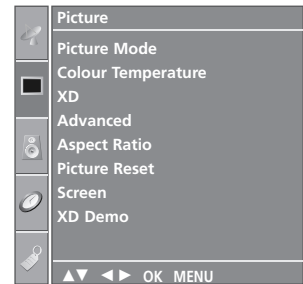 Picture
Picture Mode
Colour Temperature
XD
Advanced
Aspect Ratio
Picture Reset
Screen
XD Demo
▲▼ ◄► OK MENU